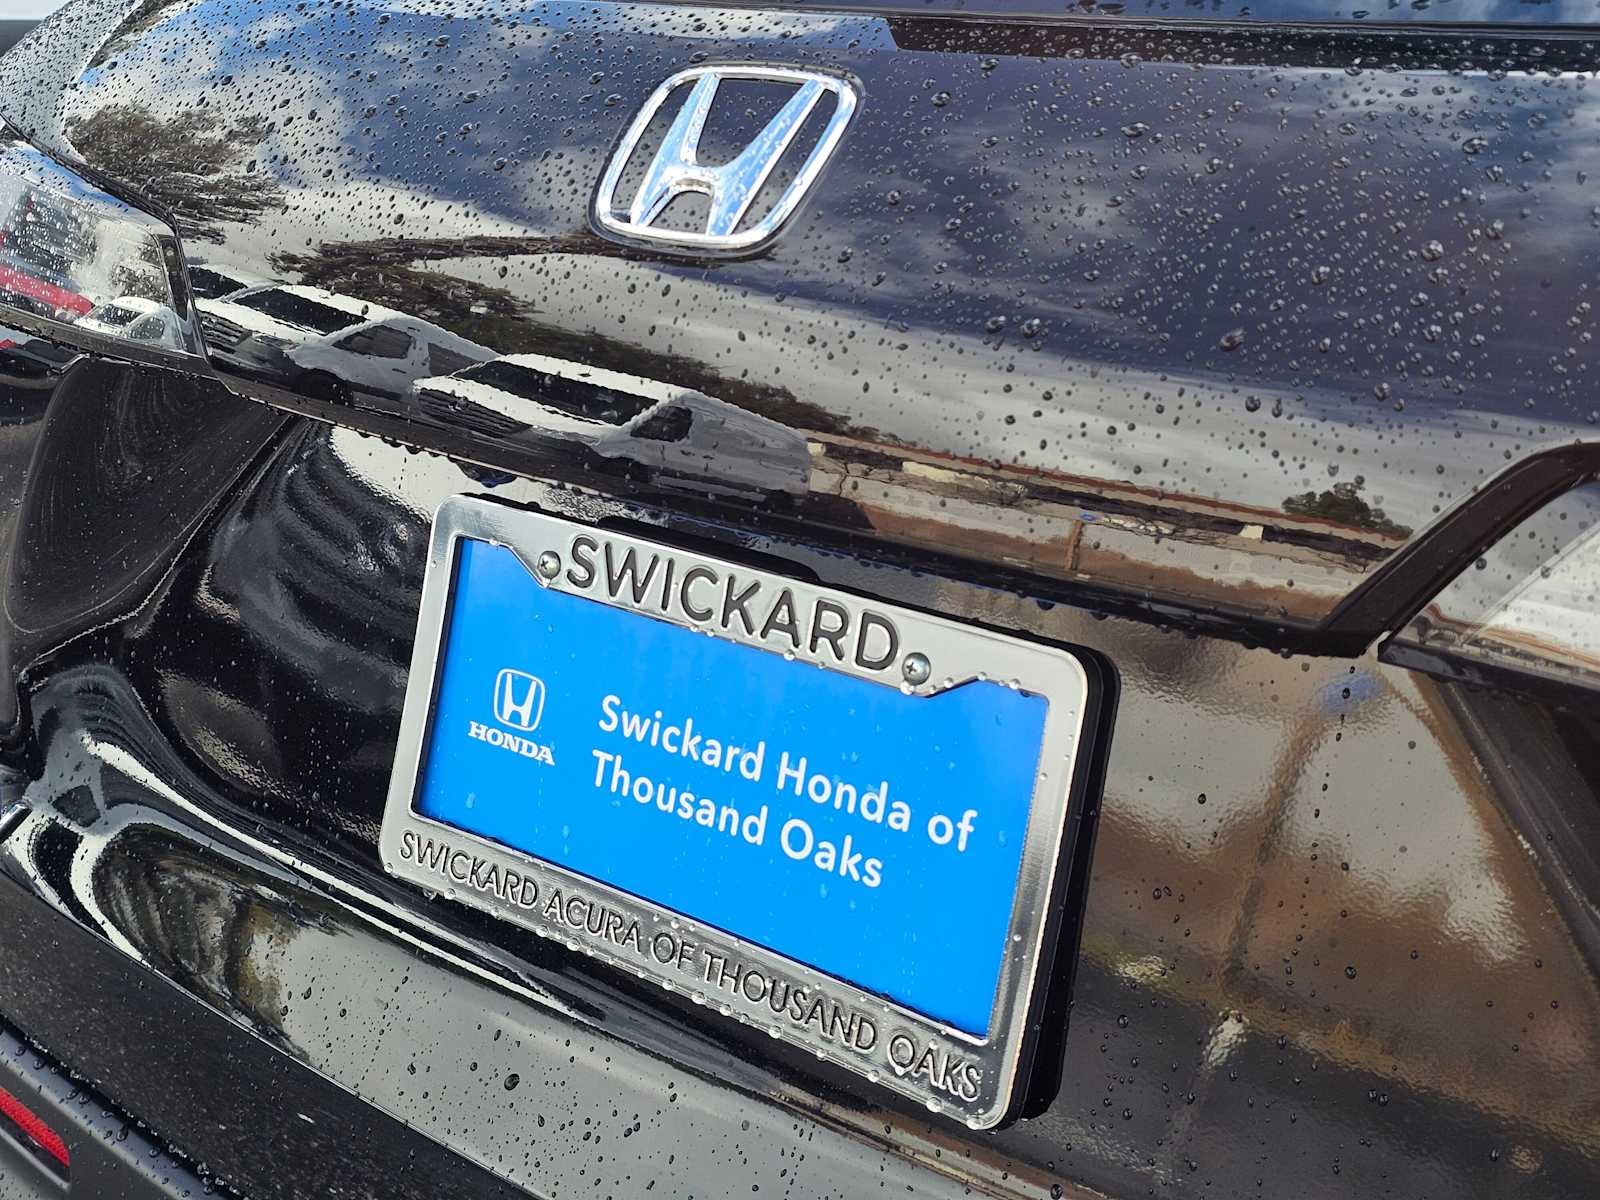 SWICKARD
HONDA
Swickard Honda of
Thousand Oaks
SWICKARD ACURA OF THOUSAND OAKS